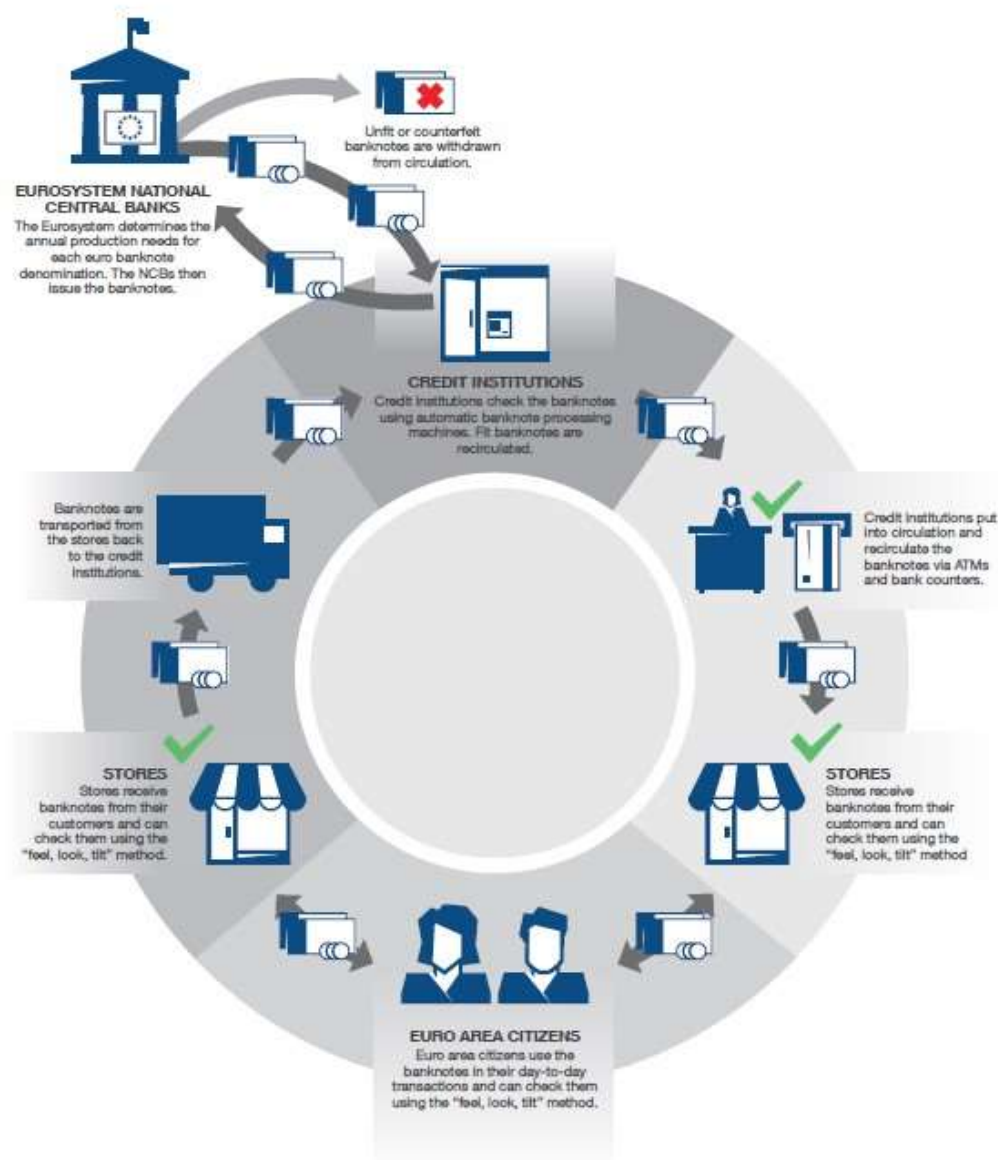 Unfit or counterfeit
banknotes are withdrawn
from circulation.
EUROSYSTEM NATIONAL
CENTRAL BANKS
The Eurosystem determines the
annual production needs for
each euro banknote
denomination. The NCBs then
issue the banknotes.
CREDIT INSTITUTIONS
Credit institutions check the banknotes
using automatic banknote processing
machines. Fit banknotes are
recirculated.
Banknotes are
transported from
the stores back
to the credit
institutions.
Credit institutions put
into circulation and
recirculate the
banknotes via ATMs
and bank counters.
STORES
Stores receive
banknotes from their
customers and can
check them using the
"feel, look, tilt" method.
STORES
Stores receive
banknotes from their
customers and can
check them using the
"feel, look, tilt" method
EURO AREA CITIZENS
Euro area citizens use the
banknotes in their day-to-day
transactions and can check them
using the "feel, look, tilt" method.